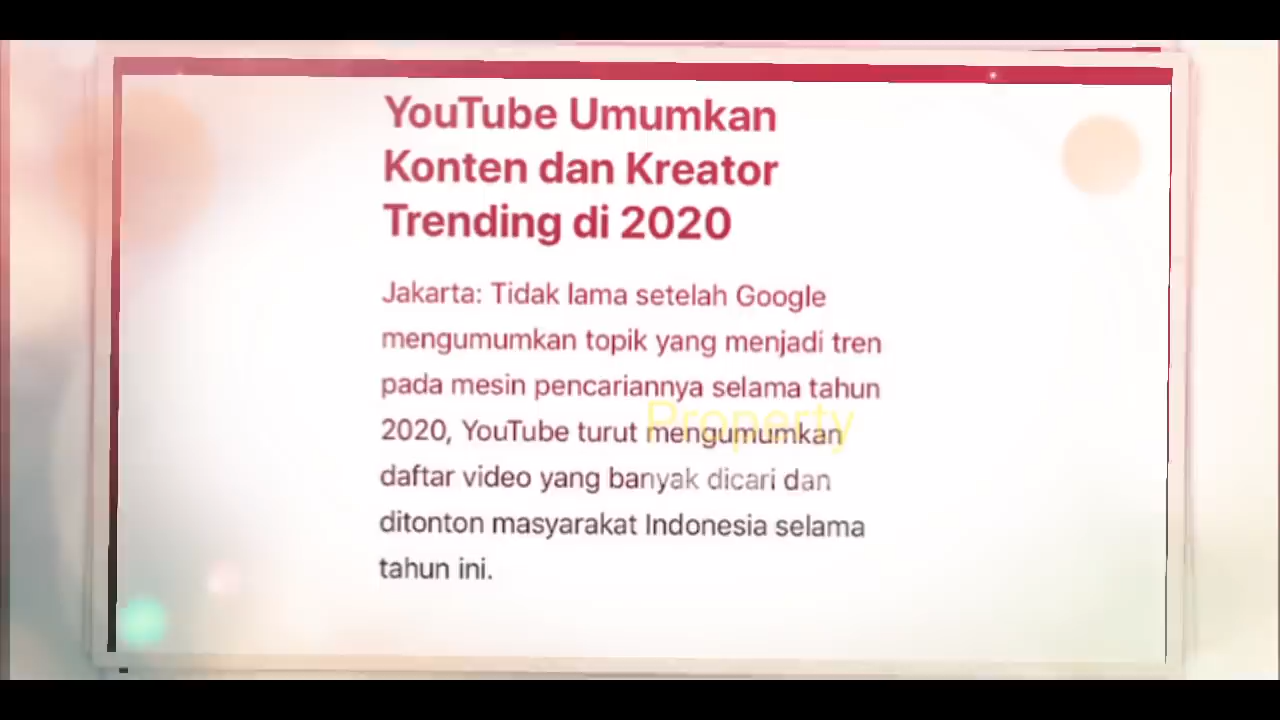 YouTube Umumkan
Konten dan Kreator
Trending di 2020
Jakarta: Tidak lama setelah Google
mengumumkan topik yang menjadi tren
pada mesin pencariannya selama tahun
2020, YouTube turut mengumumkan
daftar video yang banyak dicari dan
ditonton masyarakat Indonesia selama
tahun ini.
Property